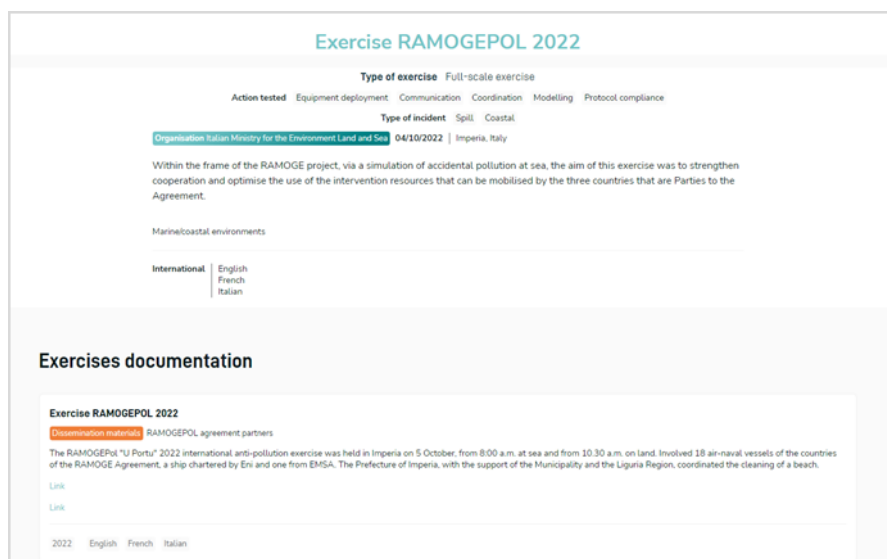 Exercise RAMOGEPOL 2022
Type of exercise Full-scale exercise
Action tested Equipment deployment Communication Coordination Modelling Protocol compliance
Type of incident Spill Coastal
Organisation Italian Ministry for the Environment Land and Sea 04/10/2022 | Imperia, Italy
Within the frame of the RAMOGE project, via a simulation of accidental pollution at sea, the aim of this exercise was to strengthen
cooperation and optimise the use of the intervention resources that can be mobilised by the three countries that are Parties to the
Agreement.
Marine/coastal environments
International English
French
Italian
Exercises documentation
Exercise RAMOGEPOL 2022
Dissemination materials RAMOGEPOL agreement partners
The RAMOGEPol "U Portu" 2022 international anti-pollution exercise was held in Imperia on 5 October, from 8:00 a.m. at sea and from 10.30 a.m. on land. Involved 18 air-naval vessels of the countries
of the RAMOGE Agreement, a ship chartered by Eni and one from EMSA. The Prefecture of Imperia, with the support of the Municipality and the Liguria Region, coordinated the cleaning of a beach.
Link
Link
2022 English French Italian